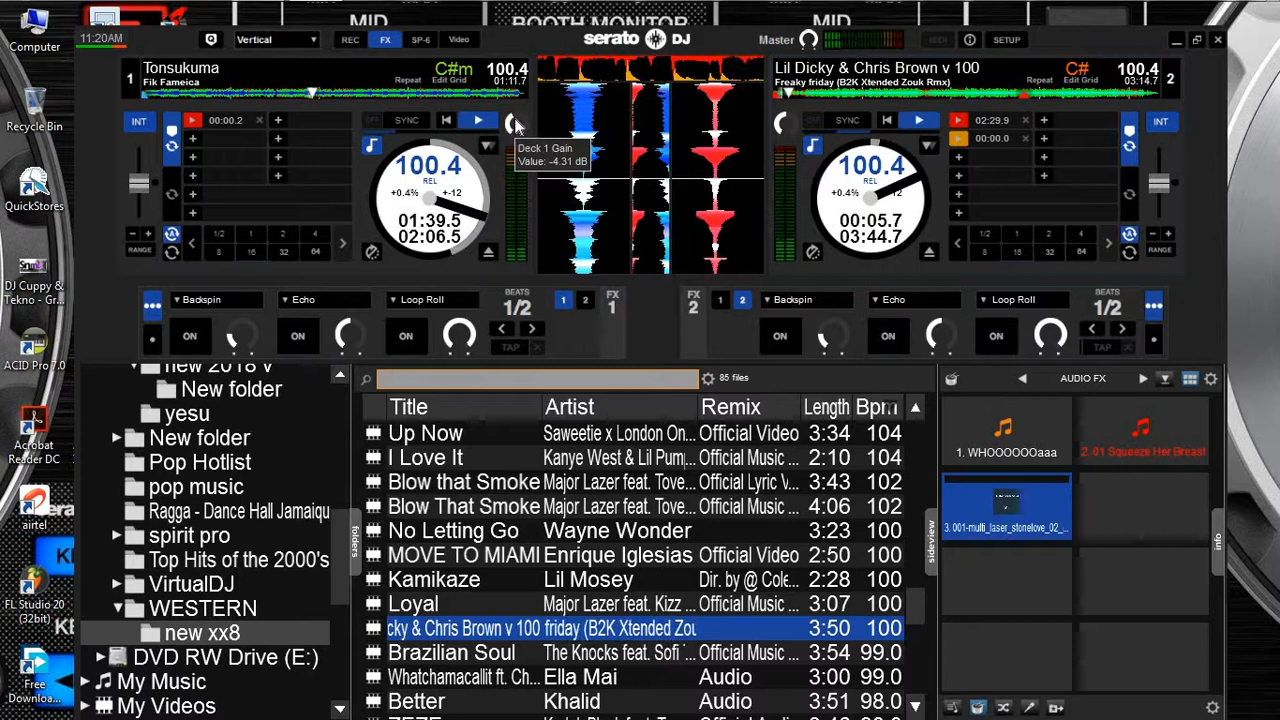 MID
BOOTH MONITOR
MID
11:20AM
Vertical
REC
FX
SP-6
Video
serato DJ
Master
MIDI
SETUP
1
Tonsukuma
Fik Fameica
Repeat
C#m
Edit Grid
100.4
01:11.7
Lil Dicky & Chris Brown v 100
Freaky friday (B2K Xtended Zouk Rmx)
Repeat
C#
Edit Grid
100.4
03:14.7
2
INT
00:00.2
SYNC
Deck 1 Gain
Value: -4.31 dB
100.4
REL
+0.4%
+-12
01:39.5
02:06.5
RANGE
1/2
1
2
4
8
16
32
64
SYNC
100.4
REL
+0.4%
+-12
00:05.7
03:44.7
02:29.9
00:00.0
INT
1/2
1
2
4
8
16
32
64
RANGE
Backspin
Echo
Loop Roll
BEATS
1/2
1
2
FX
1
ON
ON
ON
TAP
FX
2
1
2
Backspin
Echo
Loop Roll
BEATS
1/2
ON
ON
ON
TAP
Computer
Recycle Bin
QuickStores
DJ Cuppy &
Tekno - Gr...
ACID Pro 7.0
Acrobat
Reader DC
airtel
FL Studio 20
(32bit)
Free
Downloa...
new 2018 v
New folder
yesu
New folder
Pop Hotlist
pop music
Ragga - Dance Hall Jamaiqu
spirit pro
Top Hits of the 2000's
VirtualDJ
WESTERN
new xx8
DVD RW Drive (E:)
My Music
My Videos
folders
85 files
Title Artist Remix Length Bpm
Up Now Saweetie x London On... Official Video 3:34 104
I Love It Kanye West & Lil Pump... Official Music ... 2:10 104
Blow that Smoke Major Lazer feat. Tove... Official Lyric V... 3:43 102
Blow That Smoke Major Lazer feat. Tove... Official Music ... 4:06 102
No Letting Go Wayne Wonder 3:23 100
MOVE TO MIAMI Enrique Iglesias Official Video 2:50 100
Kamikaze Lil Mosey Dir. by @ Cole... 2:28 100
Loyal Major Lazer feat. Kizz ... Official Music ... 3:07 100
cky & Chris Brown v 100 friday (B2K Xtended Zou 3:50 100
Brazilian Soul The Knocks feat. Sofi ... Official Music ... 3:54 99.0
Whatchamacallit ft. Ch... Ella Mai Audio 3:00 99.0
Better Khalid Audio 3:51 98.0
sideview
AUDIO FX
1. WHOOOOOOaaa
2. 01 Squeeze Her Breast
3. 001-multi_laser_stonelove_02_...
info